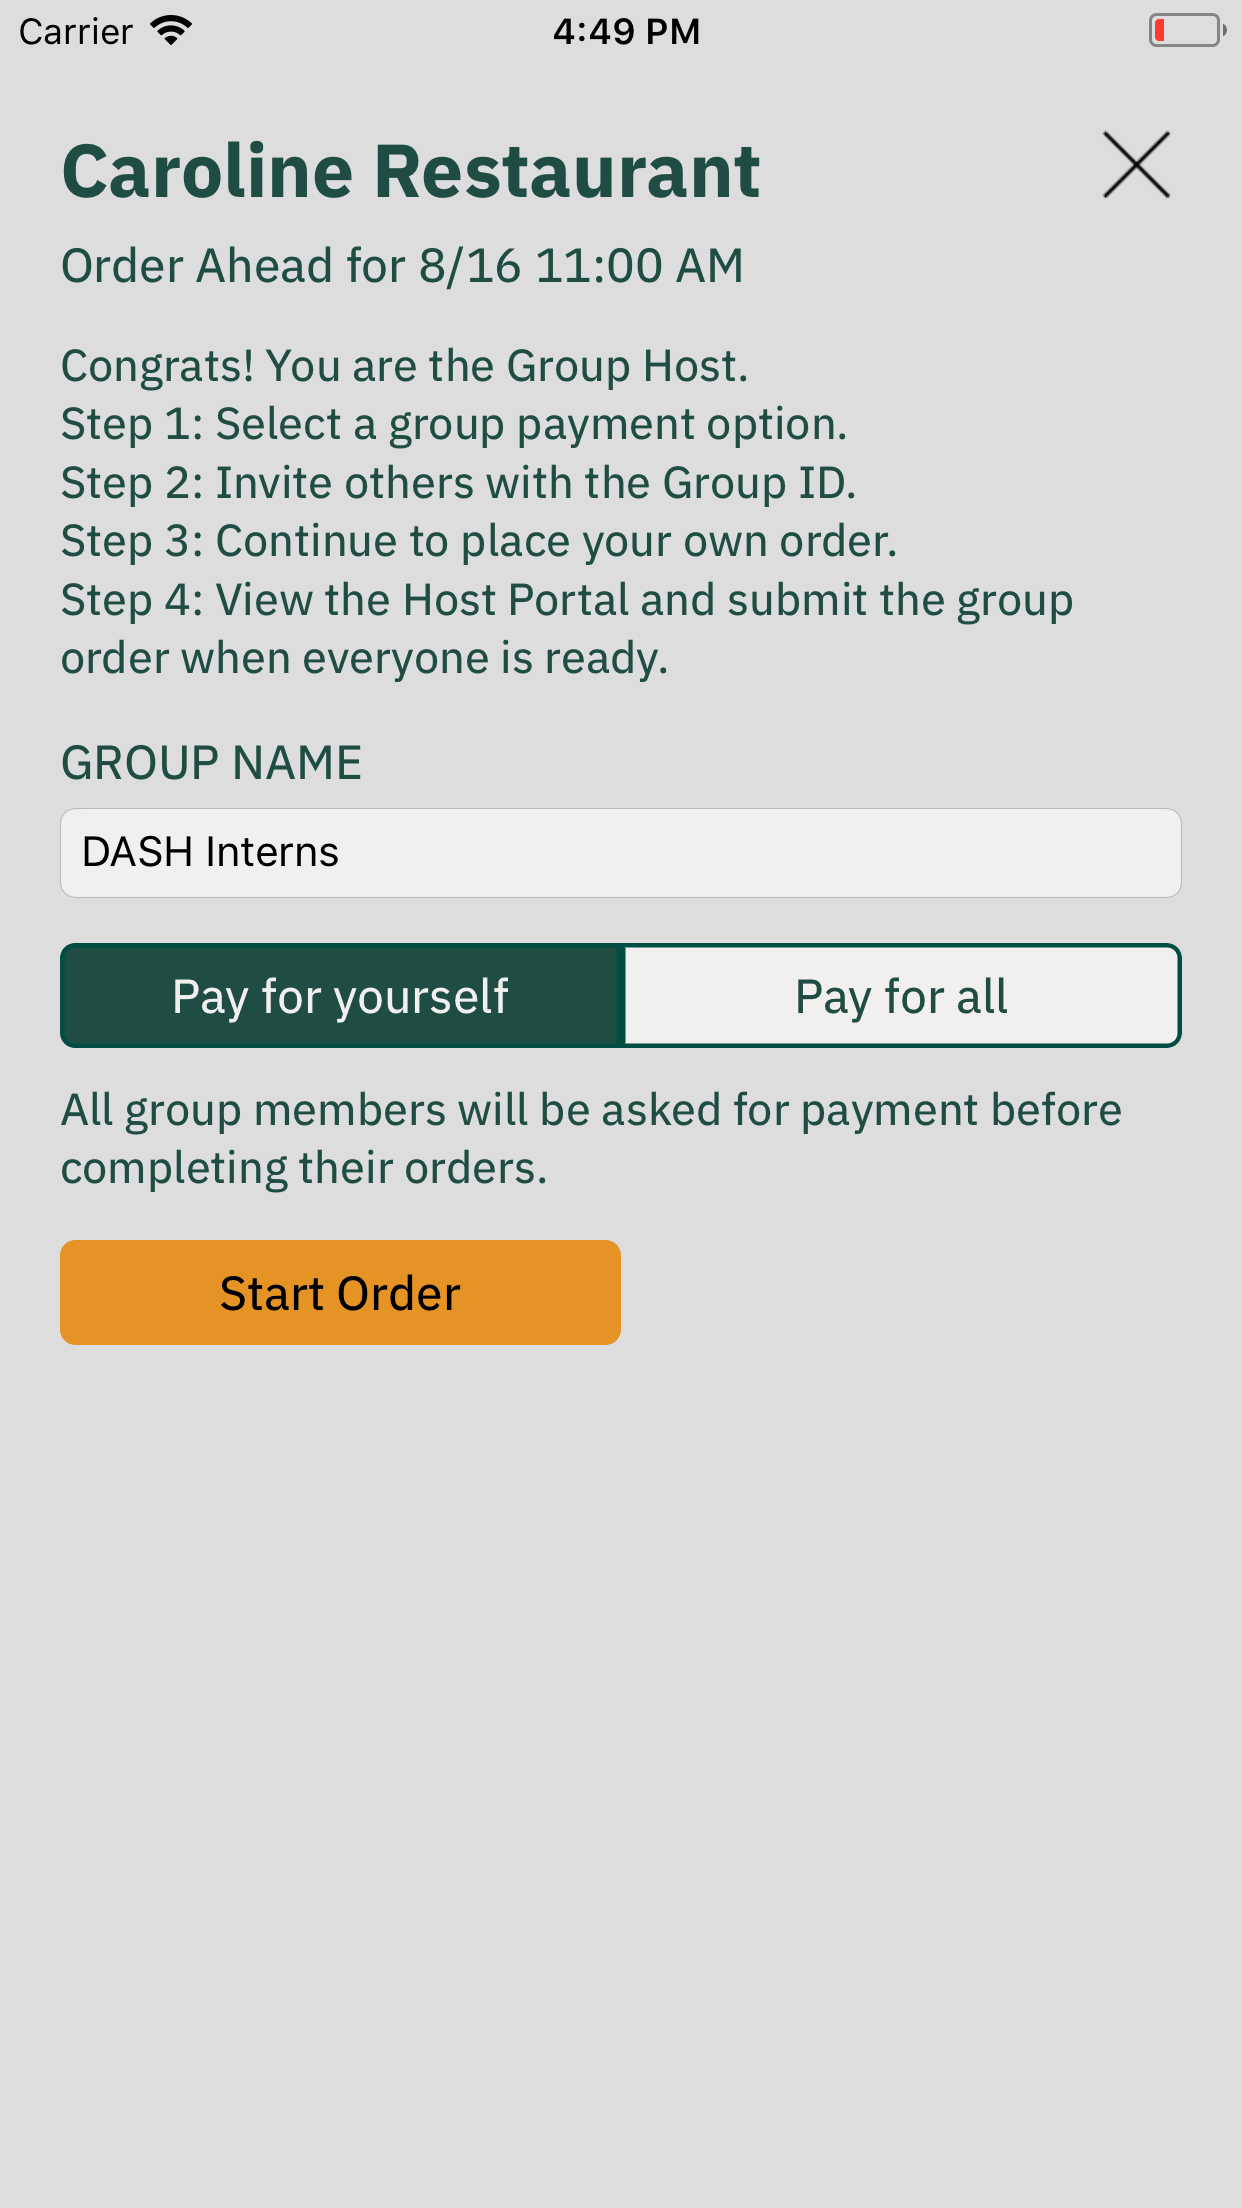 Carrier
4:49 PM
Caroline Restaurant
Order Ahead for 8/16 11:00 AM
Congrats! You are the Group Host.
Step 1: Select a group payment option.
Step 2: Invite others with the Group ID.
Step 3: Continue to place your own order.
Step 4: View the Host Portal and submit the group
order when everyone is ready.
GROUP NAME
DASH Interns
Pay for yourself
Pay for all
All group members will be asked for payment before
completing their orders.
Start Order